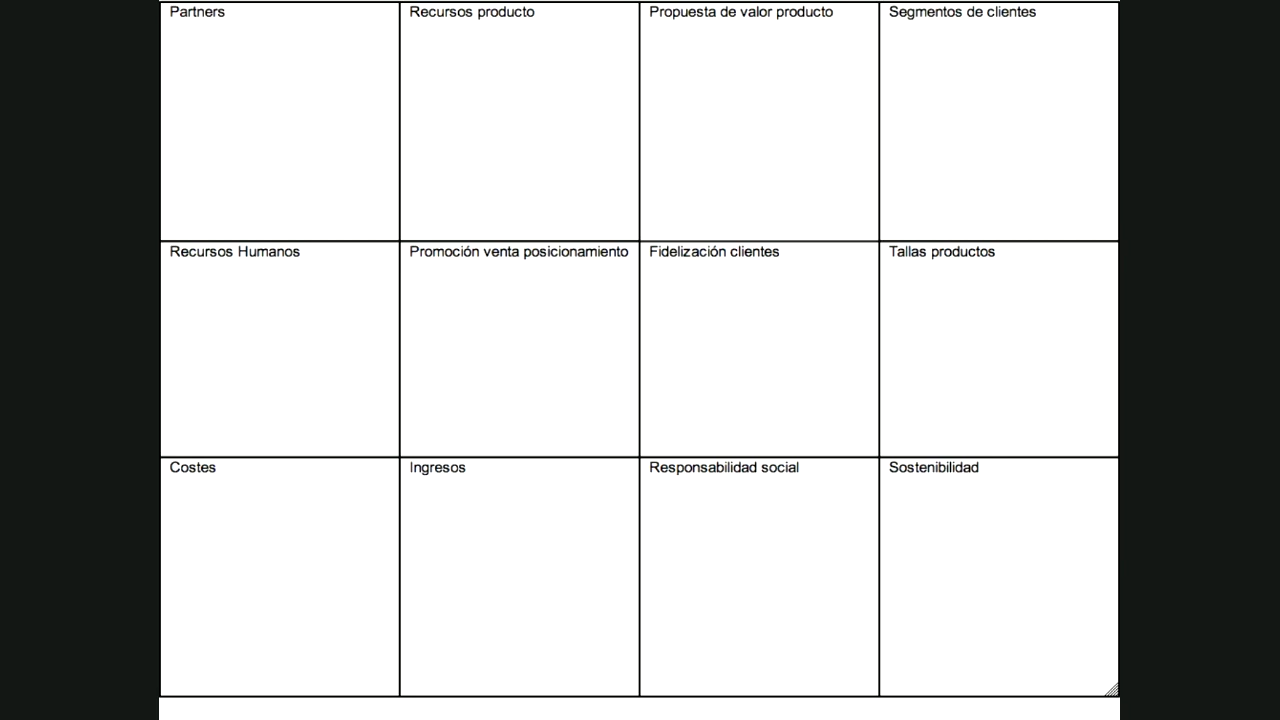 Partners
Recursos producto
Propuesta de valor producto
Segmentos de clientes
Recursos Humanos
Promoción venta posicionamiento
Fidelización clientes
Tallas productos
Costes
Ingresos
Responsabilidad social
Sostenibilidad